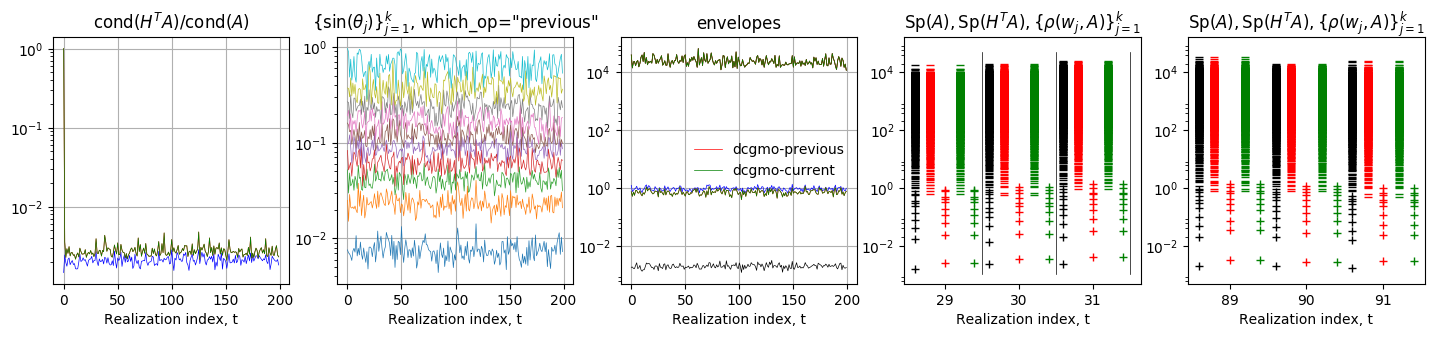 cond(H^T A)/cond(A)
10^0
10^-1
10^-2
0 50 100 150 200
Realization index, t
{sin(θ_j)}_{j=1}^k, which_op="previous"
10^0
10^-1
10^-2
0 50 100 150 200
Realization index, t
envelopes
10^4
10^2
10^0
10^-2
dcgmo-previous
dcgmo-current
0 50 100 150 200
Realization index, t
Sp(A), Sp(H^T A), {ρ(w_j, A)}_{j=1}^k
10^4
10^2
10^0
10^-2
29 30 31
Realization index, t
Sp(A), Sp(H^T A), {ρ(w_j, A)}_{j=1}^k
10^4
10^2
10^0
10^-2
89 90 91
Realization index, t